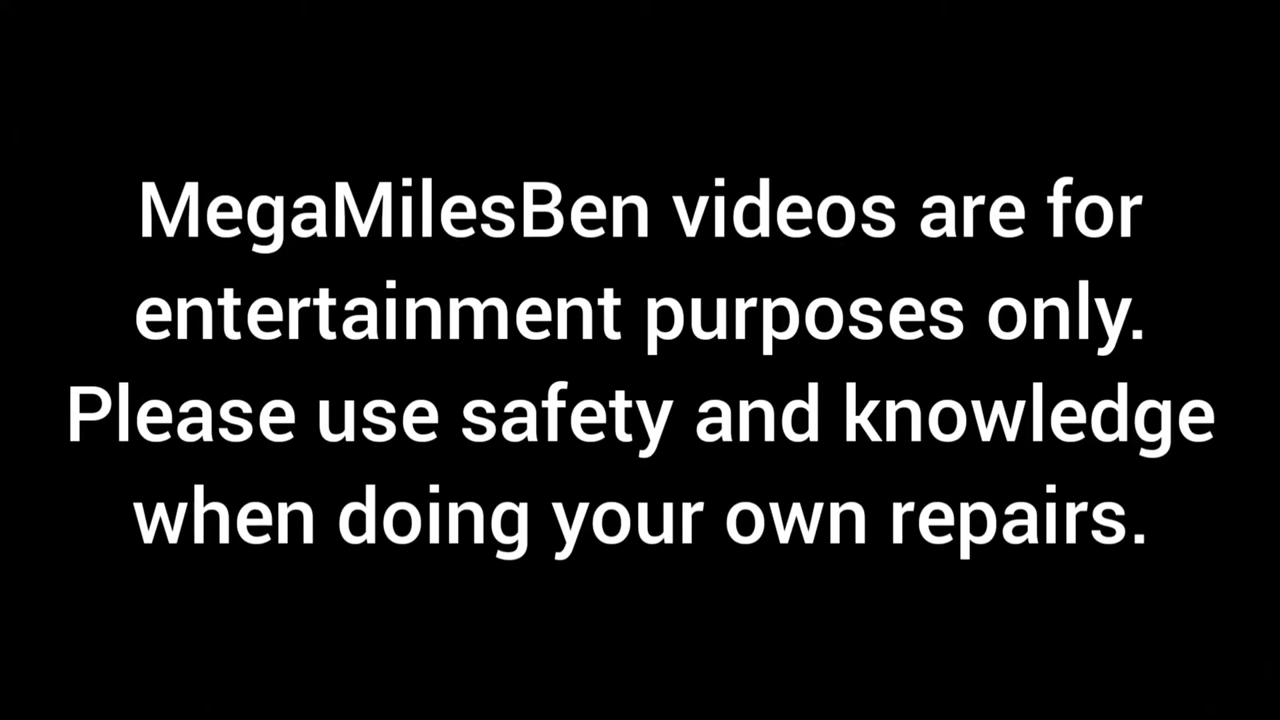 MegaMilesBen videos are for
entertainment purposes only.
Please use safety and knowledge
when doing your own repairs.